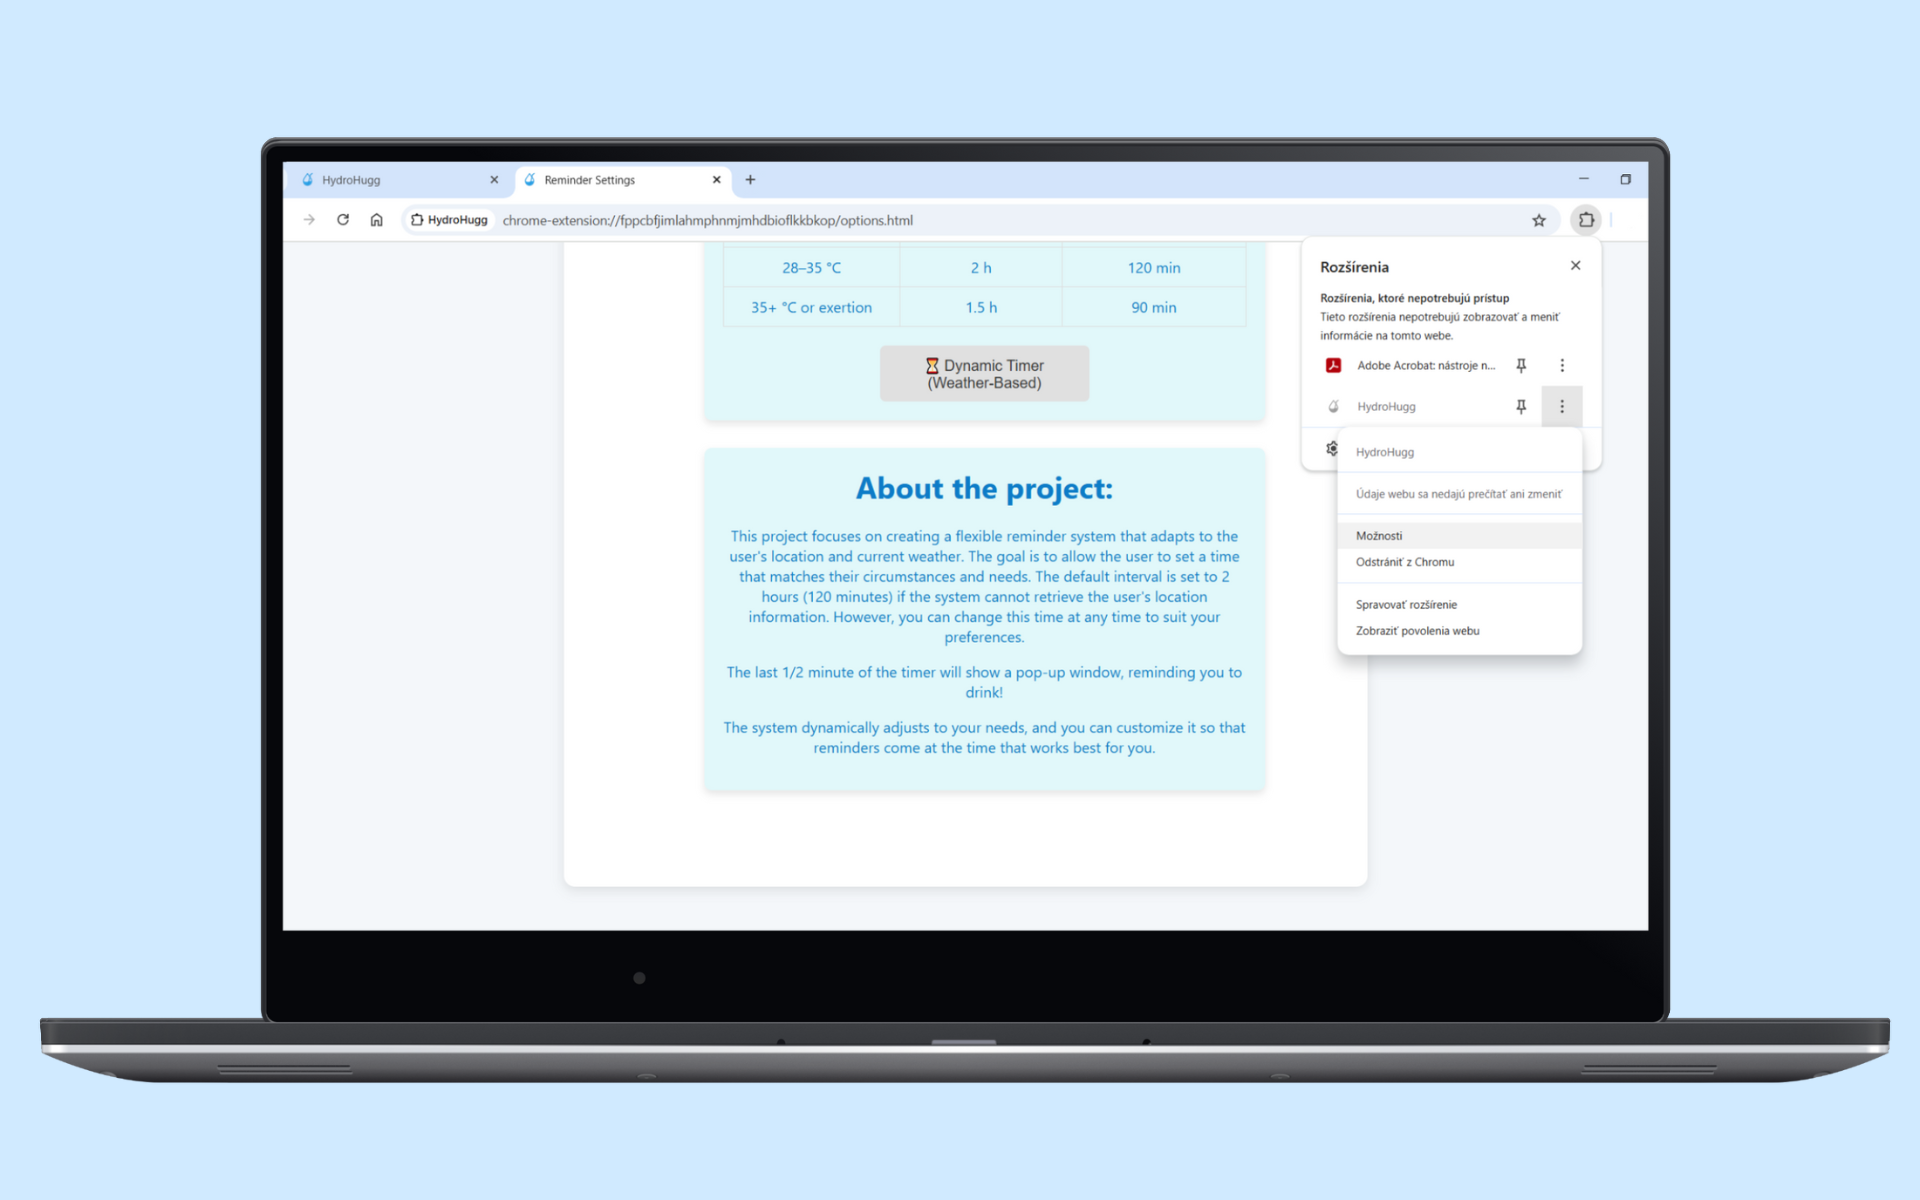 HydroHugg
Reminder Settings
HydroHugg
chrome-extension://fppcbfjimlahmphnmjmhdbioflkkbkop/options.html
28–35 °C 2 h 120 min
35+ °C or exertion 1.5 h 90 min
⌛ Dynamic Timer
(Weather-Based)
About the project:
This project focuses on creating a flexible reminder system that adapts to the
user's location and current weather. The goal is to allow the user to set a time
that matches their circumstances and needs. The default interval is set to 2
hours (120 minutes) if the system cannot retrieve the user's location
information. However, you can change this time at any time to suit your
preferences.
The last 1/2 minute of the timer will show a pop-up window, reminding you to
drink!
The system dynamically adjusts to your needs, and you can customize it so that
reminders come at the time that works best for you.
Rozšírenia
Rozšírenia, ktoré nepotrebujú prístup
Tieto rozšírenia nepotrebujú zobrazovať a meniť
informácie na tomto webe.
Adobe Acrobat: nástroje n...
HydroHugg
HydroHugg
Údaje webu sa nedajú prečítať ani zmeniť
Možnosti
Odstrániť z Chromu
Spravovať rozšírenie
Zobraziť povolenia webu